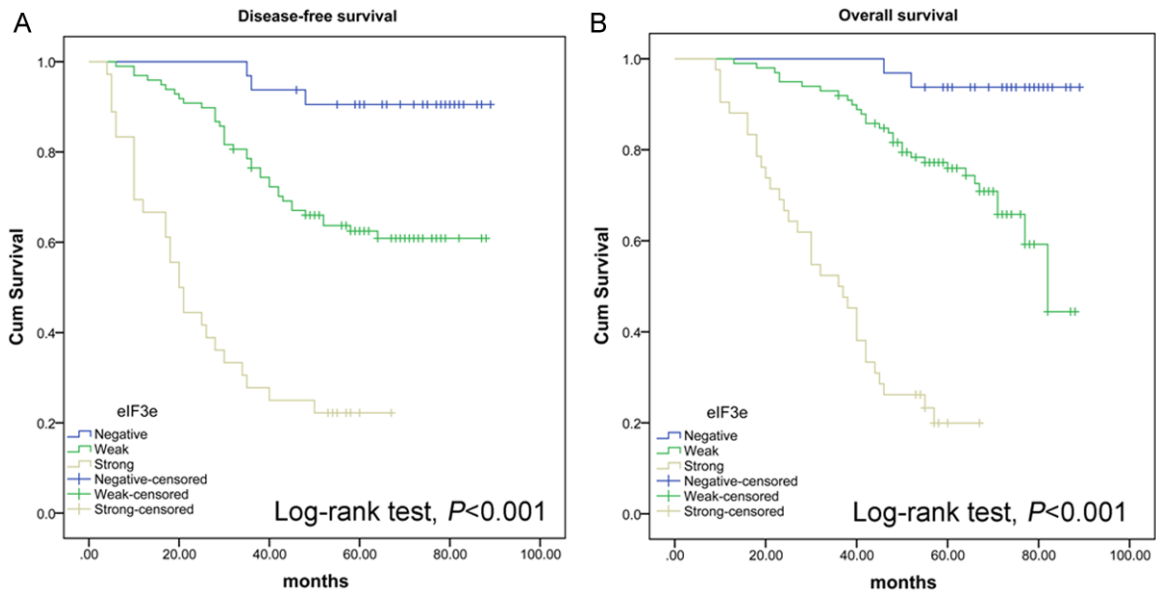 A
Disease-free survival
Cum Survival
1.0
0.8
0.6
0.4
0.2
0.0
eIF3e
Negative
Weak
Strong
Negative-censored
Weak-censored
Strong-censored
Log-rank test, P<0.001
.00 20.00 40.00 60.00 80.00 100.00
months
B
Overall survival
Cum Survival
1.0
0.8
0.6
0.4
0.2
0.0
eIF3e
Negative
Weak
Strong
Negative-censored
Weak-censored
Strong-censored
Log-rank test, P<0.001
.00 20.00 40.00 60.00 80.00 100.00
months